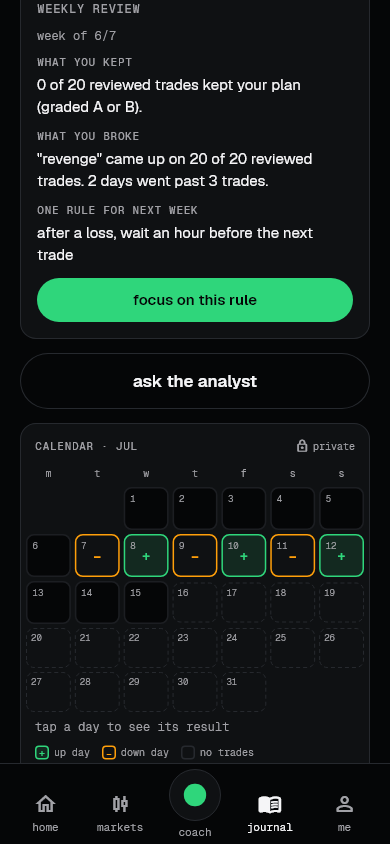 WEEKLY REVIEW
week of 6/7
WHAT YOU KEPT
0 of 20 reviewed trades kept your plan
(graded A or B).
WHAT YOU BROKE
"revenge" came up on 20 of 20 reviewed
trades. 2 days went past 3 trades.
ONE RULE FOR NEXT WEEK
after a loss, wait an hour before the next
trade
focus on this rule
ask the analyst
CALENDAR · JUL private
m t w t f s s
1 2 3 4 5
6 7 8 9 10 11 12
− + − + − +
13 14 15 16 17 18 19
20 21 22 23 24 25 26
27 28 29 30 31
tap a day to see its result
+ up day − down day no trades
home markets coach journal me